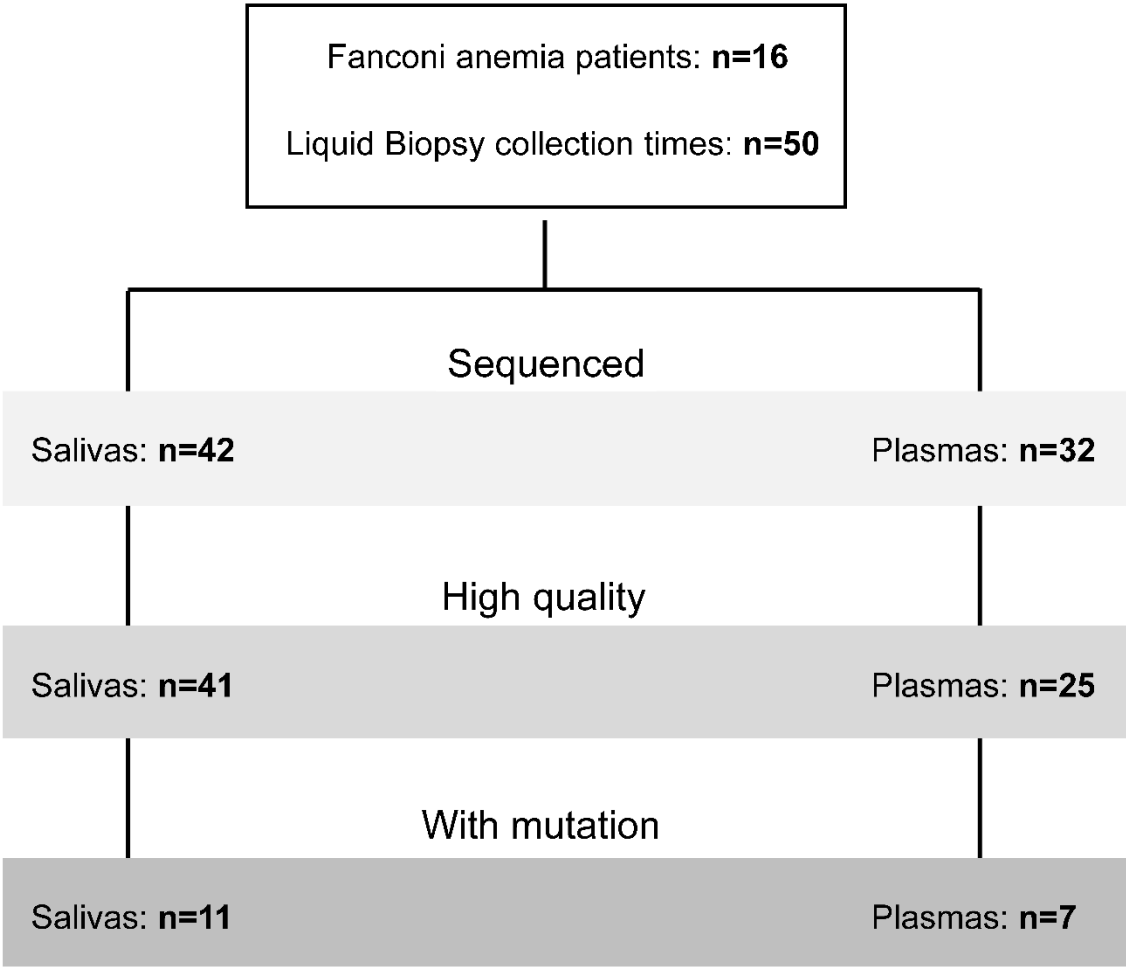 Fanconi anemia patients: n=16
Liquid Biopsy collection times: n=50
Sequenced
Salivas: n=42
Plasmas: n=32
High quality
Salivas: n=41
Plasmas: n=25
With mutation
Salivas: n=11
Plasmas: n=7